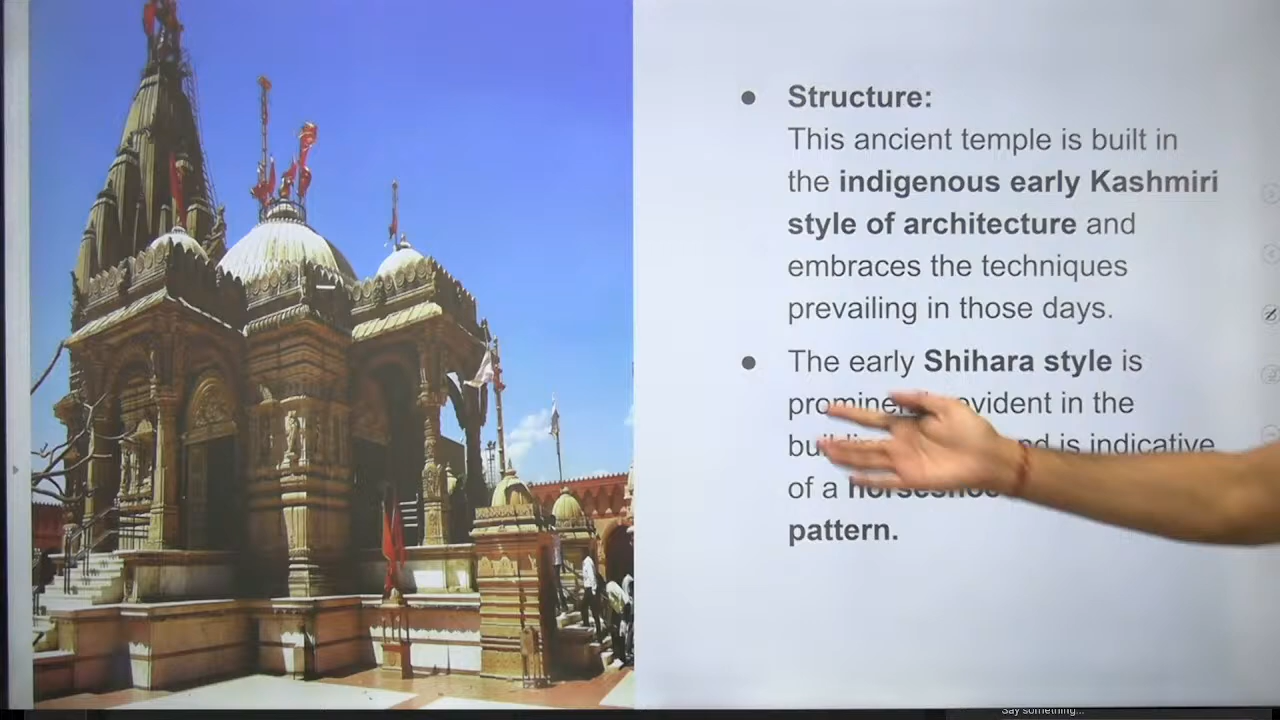 Structure:
This ancient temple is built in
the indigenous early Kashmiri
style of architecture and
embraces the techniques
prevailing in those days.
The early Shihara style is
evident in the
is indicative
of a
pattern.
Say something...